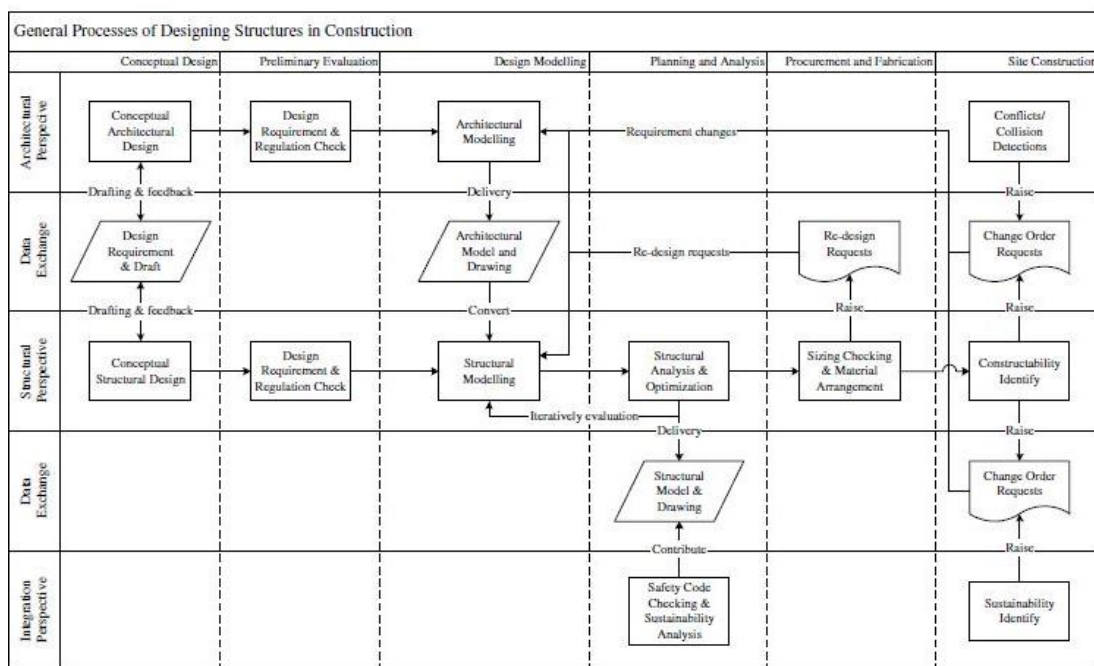 General Processes of Designing Structures in Construction
Conceptual Design
Preliminary Evaluation
Design Modelling
Planning and Analysis
Procurement and Fabrication
Site Construction
Architectural
Perspective
Conceptual
Architectural
Design
Design
Requirement &
Regulation Check
Architectural
Modelling
Requirement changes
Conflicts/
Collision
Detections
Drafting & feedback
Delivery
Raise
Data
Exchange
Design
Requirement
& Draft
Architectural
Model and
Drawing
Re-design requests
Re-design
Requests
Change Order
Requests
Drafting & feedback
Convert
Raise
Raise
Structural
Perspective
Conceptual
Structural Design
Design
Requirement &
Regulation Check
Structural
Modelling
Structural
Analysis &
Optimization
Sizing Checking
& Material
Arrangement
Constructability
Identify
Iteratively evaluation
Delivery
Raise
Data
Exchange
Structural
Model &
Drawing
Change Order
Requests
Contribute
Raise
Integration
Perspective
Safety Code
Checking &
Sustainability
Analysis
Sustainability
Identify